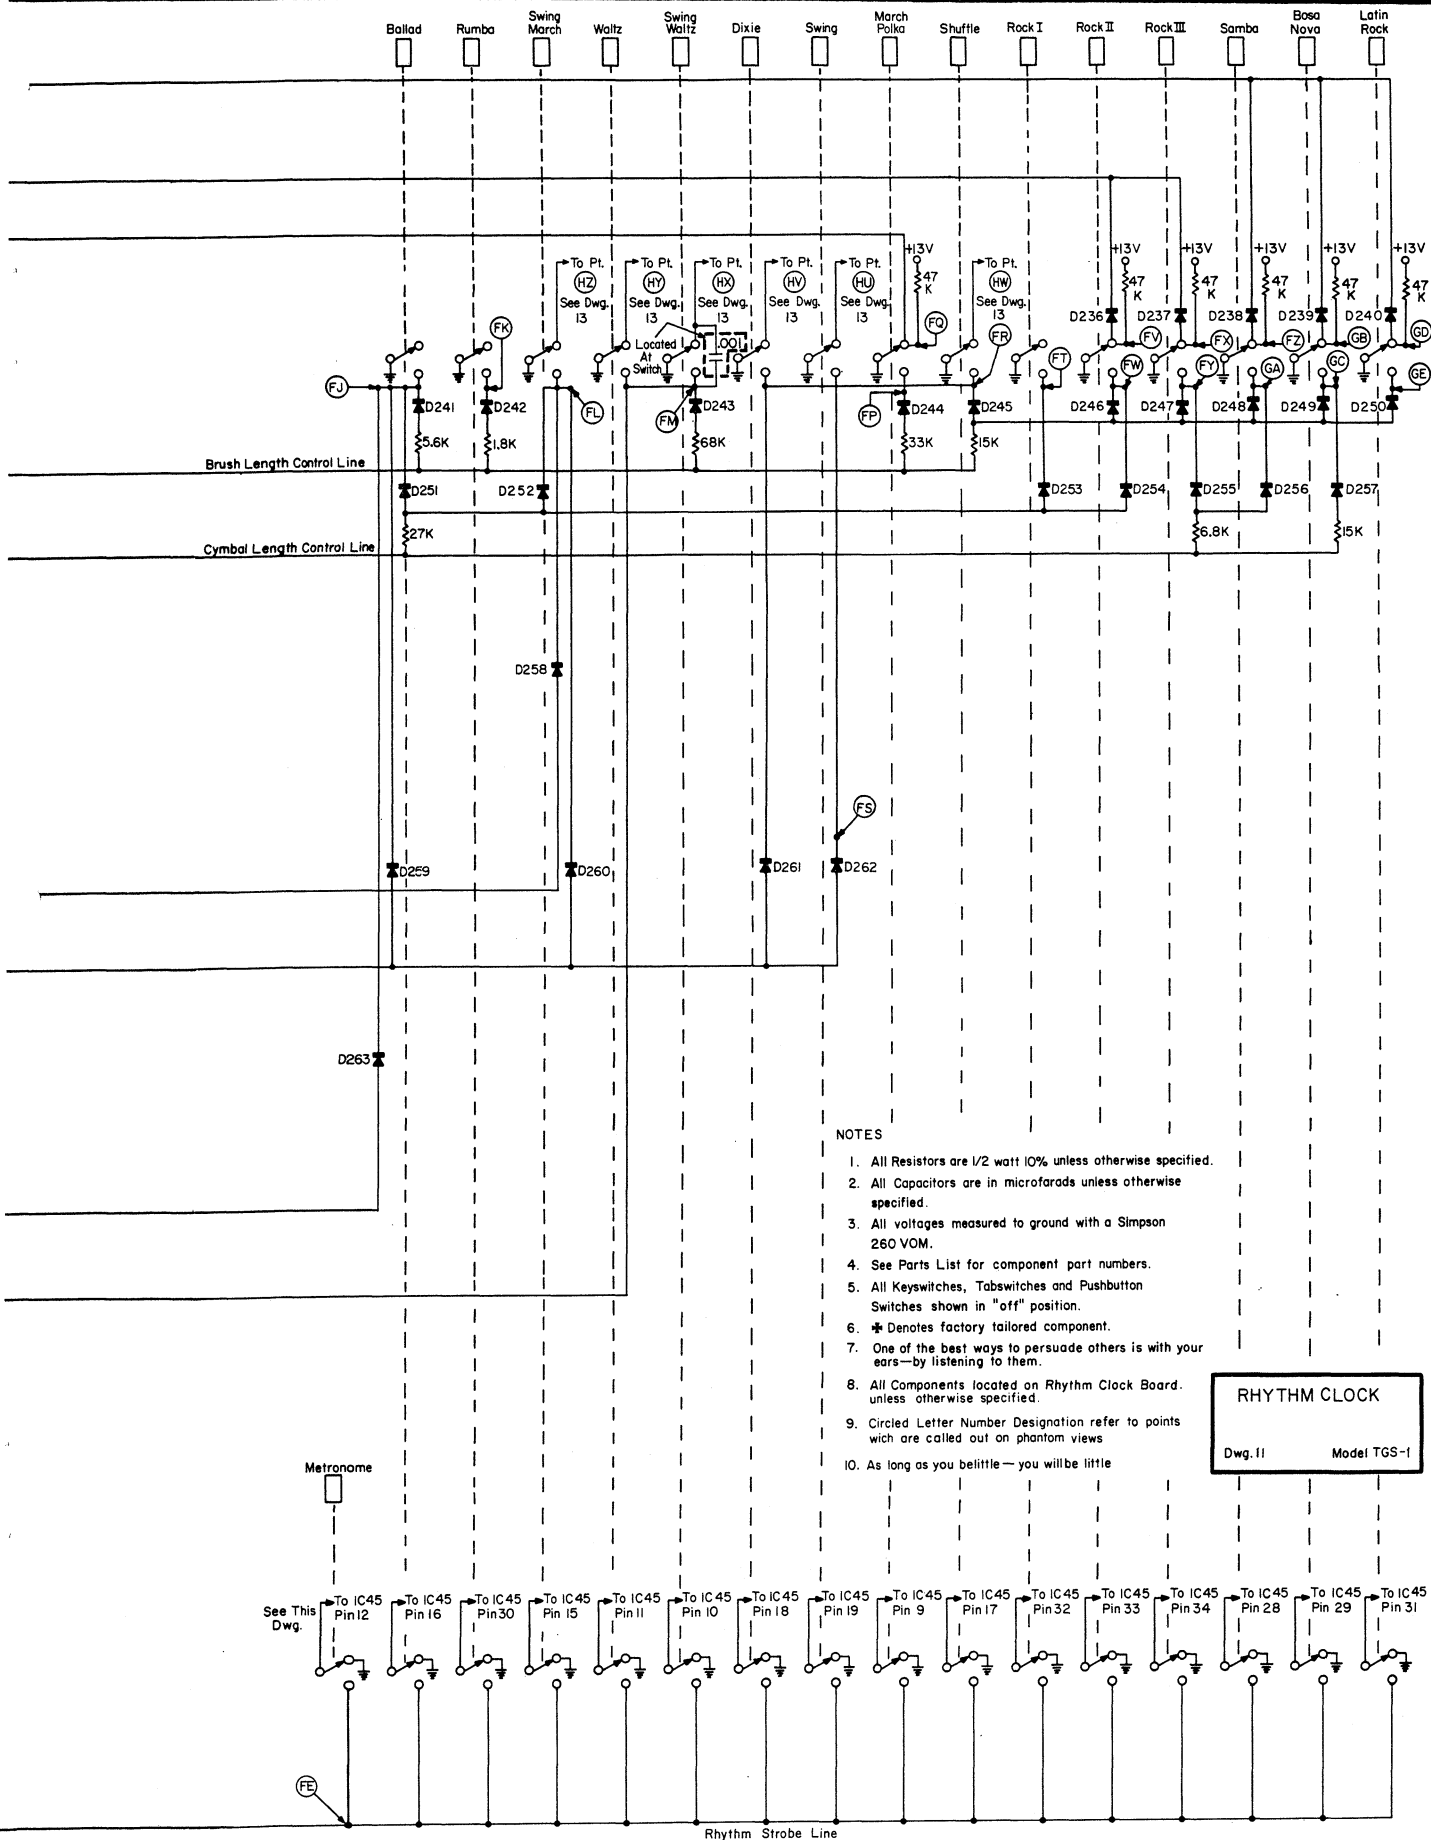 Ballad
Rumba
Swing
March
Waltz
Swing
Waltz
Dixie
Swing
March
Polka
Shuffle
Rock I
Rock II
Rock III
Samba
Bosa
Nova
Latin
Rock
+13V
+13V
+13V
+13V
+13V
+13V
To Pt.
HZ
See Dwg.
13
To Pt.
HY
See Dwg.
13
To Pt.
HX
See Dwg.
13
To Pt.
HV
See Dwg.
13
To Pt.
HU
See Dwg.
13
47
K
To Pt.
HW
See Dwg.
13
47
K
47
K
47
K
47
K
47
K
D236
D237
D238
D239
D240
FK
FQ
FR
FV
FX
FZ
GB
GD
Located
At
Switch
.001
FJ
FL
FM
FP
FT
FW
FY
GA
GC
GE
D241
D242
D243
D244
D245
D246
D247
D248
D249
D250
5.6K
1.8K
68K
33K
15K
Brush Length Control Line
D251
D252
D253
D254
D255
D256
D257
27K
6.8K
15K
Cymbal Length Control Line
D258
FS
D259
D260
D261
D262
D263
NOTES
1. All Resistors are 1/2 watt 10% unless otherwise specified.
2. All Capacitors are in microfarads unless otherwise
specified.
3. All voltages measured to ground with a Simpson
260 VOM.
4. See Parts List for component part numbers.
5. All Keyswitches, Tabswitches and Pushbutton
Switches shown in "off" position.
6. ✚ Denotes factory tailored component.
7. One of the best ways to persuade others is with your
ears—by listening to them.
8. All Components located on Rhythm Clock Board.
unless otherwise specified.
9. Circled Letter Number Designation refer to points
wich are called out on phantom views
10. As long as you belittle — you will be little
RHYTHM CLOCK
Dwg. 11 Model TGS-1
Metronome
See This
Dwg.
To IC45
Pin 12
To IC45
Pin 16
To IC45
Pin 30
To IC45
Pin 15
To IC45
Pin 11
To IC45
Pin 10
To IC45
Pin 18
To IC45
Pin 19
To IC45
Pin 9
To IC45
Pin 17
To IC45
Pin 32
To IC45
Pin 33
To IC45
Pin 34
To IC45
Pin 28
To IC45
Pin 29
To IC45
Pin 31
FE
Rhythm Strobe Line